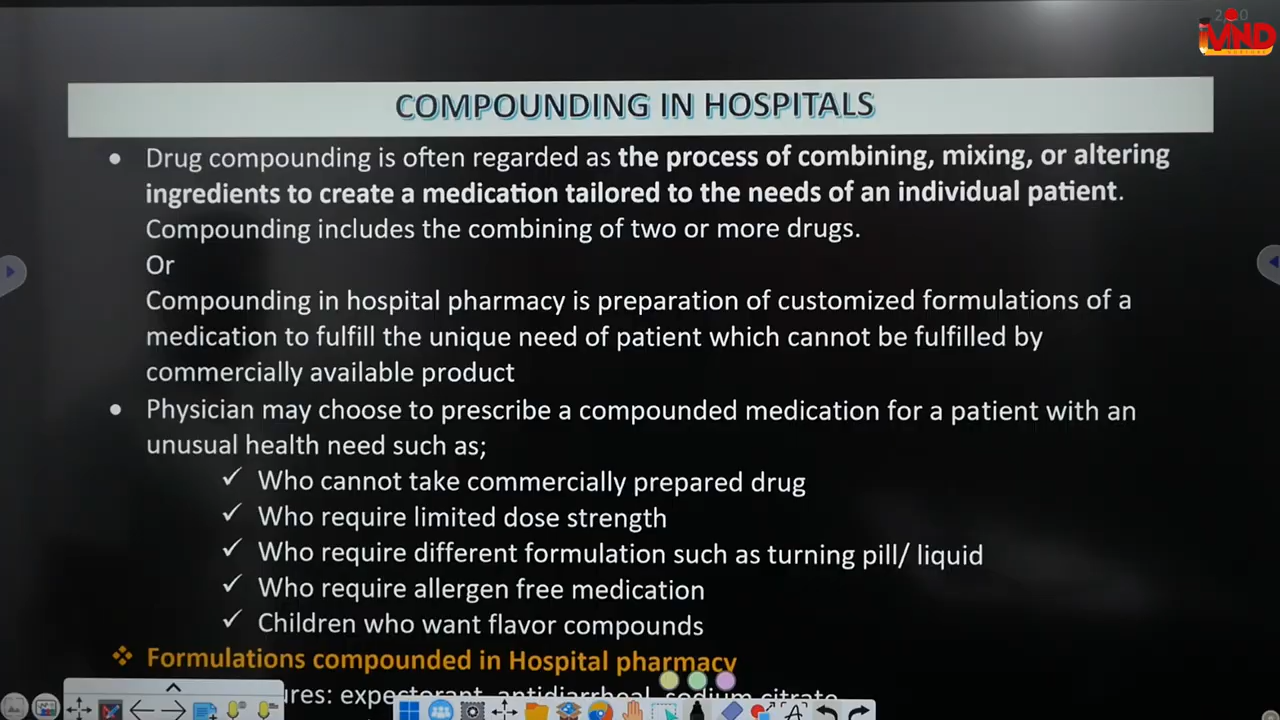 COMPOUNDING IN HOSPITALS
Drug compounding is often regarded as the process of combining, mixing, or altering
ingredients to create a medication tailored to the needs of an individual patient.
Compounding includes the combining of two or more drugs.
Or
Compounding in hospital pharmacy is preparation of customized formulations of a
medication to fulfill the unique need of patient which cannot be fulfilled by
commercially available product
Physician may choose to prescribe a compounded medication for a patient with an
unusual health need such as;
✓ Who cannot take commercially prepared drug
✓ Who require limited dose strength
✓ Who require different formulation such as turning pill/ liquid
✓ Who require allergen free medication
✓ Children who want flavor compounds
Formulations compounded in Hospital pharmacy
expectorant, antidiarrheal, sodium citrate